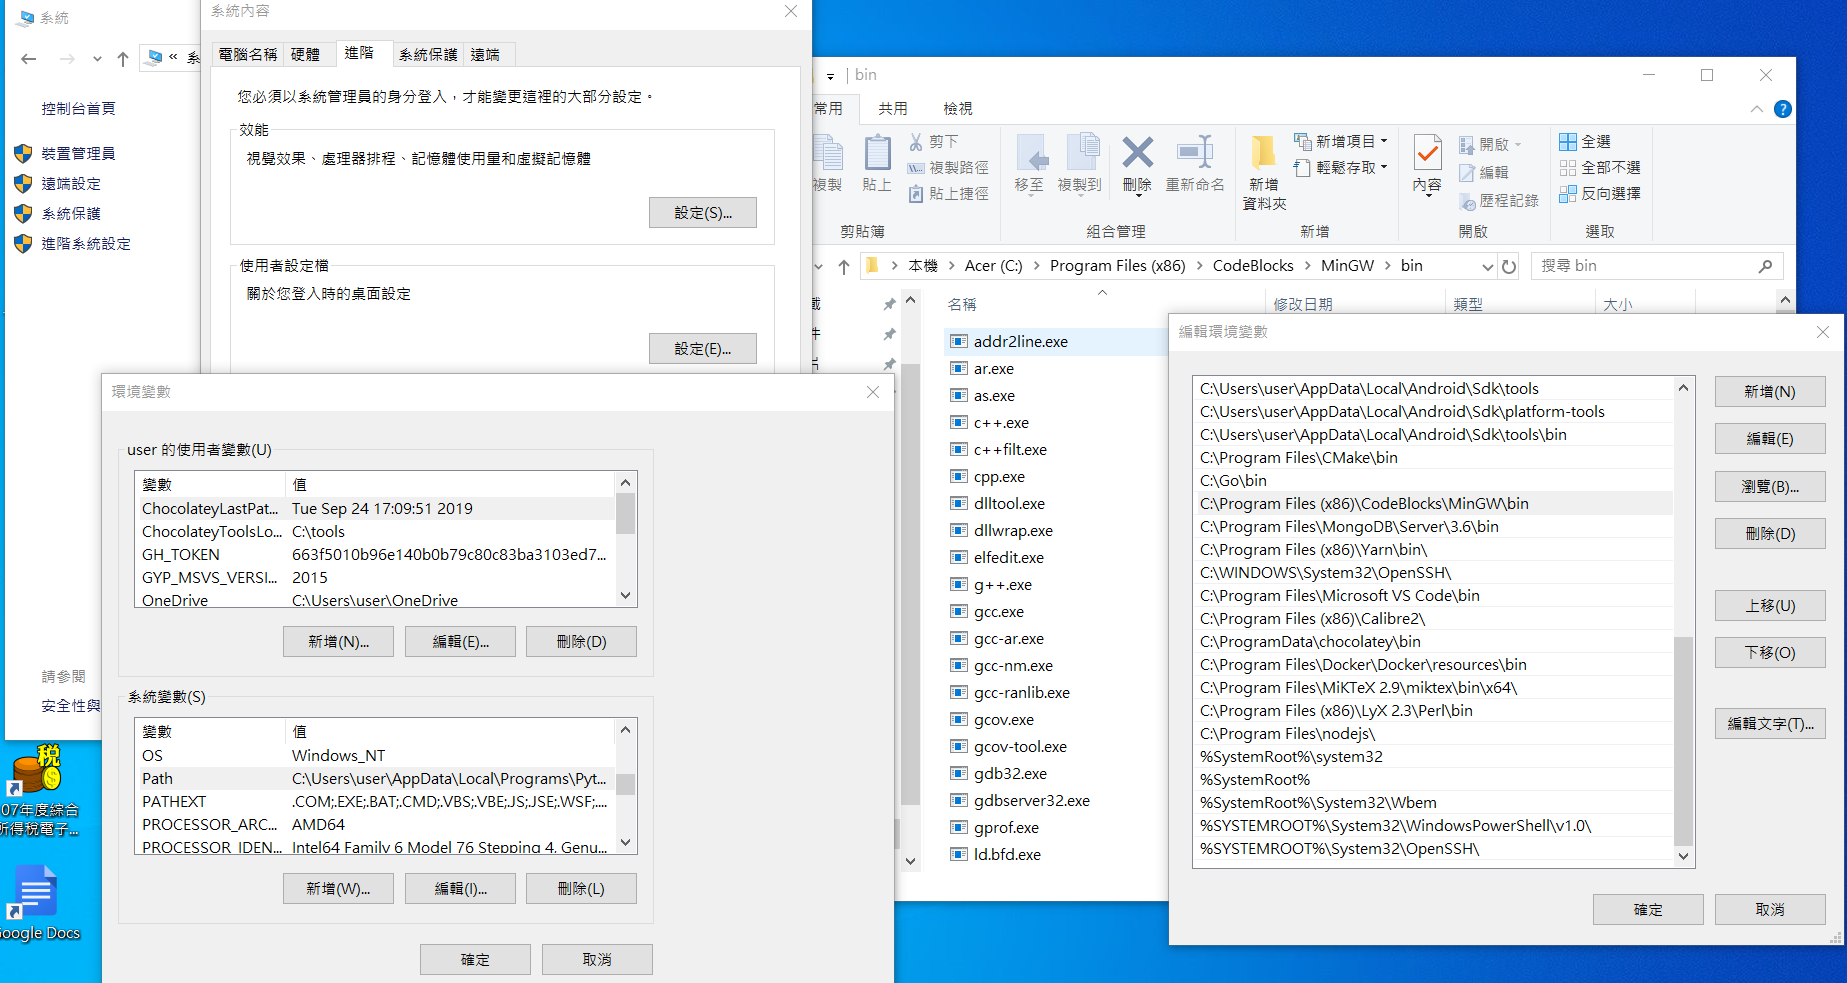 系統
系
控制台首頁
裝置管理員
遠端設定
系統保護
進階系統設定
請參閱
安全性與
07年度綜合
所得稅電子...
Google Docs
系統內容
電腦名稱 硬體 進階 系統保護 遠端
您必須以系統管理員的身分登入，才能變更這裡的大部分設定。
效能
視覺效果、處理器排程、記憶體使用量和虛擬記憶體
設定(S)...
使用者設定檔
關於您登入時的桌面設定
設定(E)...
環境變數
user 的使用者變數(U)
變數 值
ChocolateyLastPat... Tue Sep 24 17:09:51 2019
ChocolateyToolsLo... C:\tools
GH_TOKEN 663f5010b96e140b0b79c80c83ba3103ed7...
GYP_MSVS_VERSI... 2015
OneDrive C:\Users\user\OneDrive
新增(N)... 編輯(E)... 刪除(D)
系統變數(S)
變數 值
OS Windows_NT
Path C:\Users\user\AppData\Local\Programs\Pyt...
PATHEXT .COM;.EXE;.BAT;.CMD;.VBS;.VBE;.JS;.JSE;.WSF;...
PROCESSOR_ARC... AMD64
PROCESSOR_IDEN... Intel64 Family 6 Model 76 Stepping 4, Genu...
新增(W)... 編輯(I)... 刪除(L)
確定 取消
bin
常用 共用 檢視
複製
貼上
剪下
複製路徑
貼上捷徑
剪貼簿
移至 複製到 刪除 重新命名
組合管理
新增
資料夾
新增項目
輕鬆存取
新增
內容
開啟
編輯
歷程記錄
開啟
全選
全部不選
反向選擇
選取
本機 > Acer (C:) > Program Files (x86) > CodeBlocks > MinGW > bin
搜尋 bin
名稱 修改日期 類型 大小
addr2line.exe
ar.exe
as.exe
c++.exe
c++filt.exe
cpp.exe
dlltool.exe
dllwrap.exe
elfedit.exe
g++.exe
gcc.exe
gcc-ar.exe
gcc-nm.exe
gcc-ranlib.exe
gcov.exe
gcov-tool.exe
gdb32.exe
gdbserver32.exe
gprof.exe
ld.bfd.exe
編輯環境變數
C:\Users\user\AppData\Local\Android\Sdk\tools
C:\Users\user\AppData\Local\Android\Sdk\platform-tools
C:\Users\user\AppData\Local\Android\Sdk\tools\bin
C:\Program Files\CMake\bin
C:\Go\bin
C:\Program Files (x86)\CodeBlocks\MinGW\bin
C:\Program Files\MongoDB\Server\3.6\bin
C:\Program Files (x86)\Yarn\bin\
C:\WINDOWS\System32\OpenSSH\
C:\Program Files\Microsoft VS Code\bin
C:\Program Files (x86)\Calibre2\
C:\ProgramData\chocolatey\bin
C:\Program Files\Docker\Docker\resources\bin
C:\Program Files\MiKTeX 2.9\miktex\bin\x64\
C:\Program Files (x86)\LyX 2.3\Perl\bin
C:\Program Files\nodejs\
%SystemRoot%\system32
%SystemRoot%
%SystemRoot%\System32\Wbem
%SYSTEMROOT%\System32\WindowsPowerShell\v1.0\
%SYSTEMROOT%\System32\OpenSSH\
新增(N)
編輯(E)
瀏覽(B)...
刪除(D)
上移(U)
下移(O)
編輯文字(T)...
確定 取消